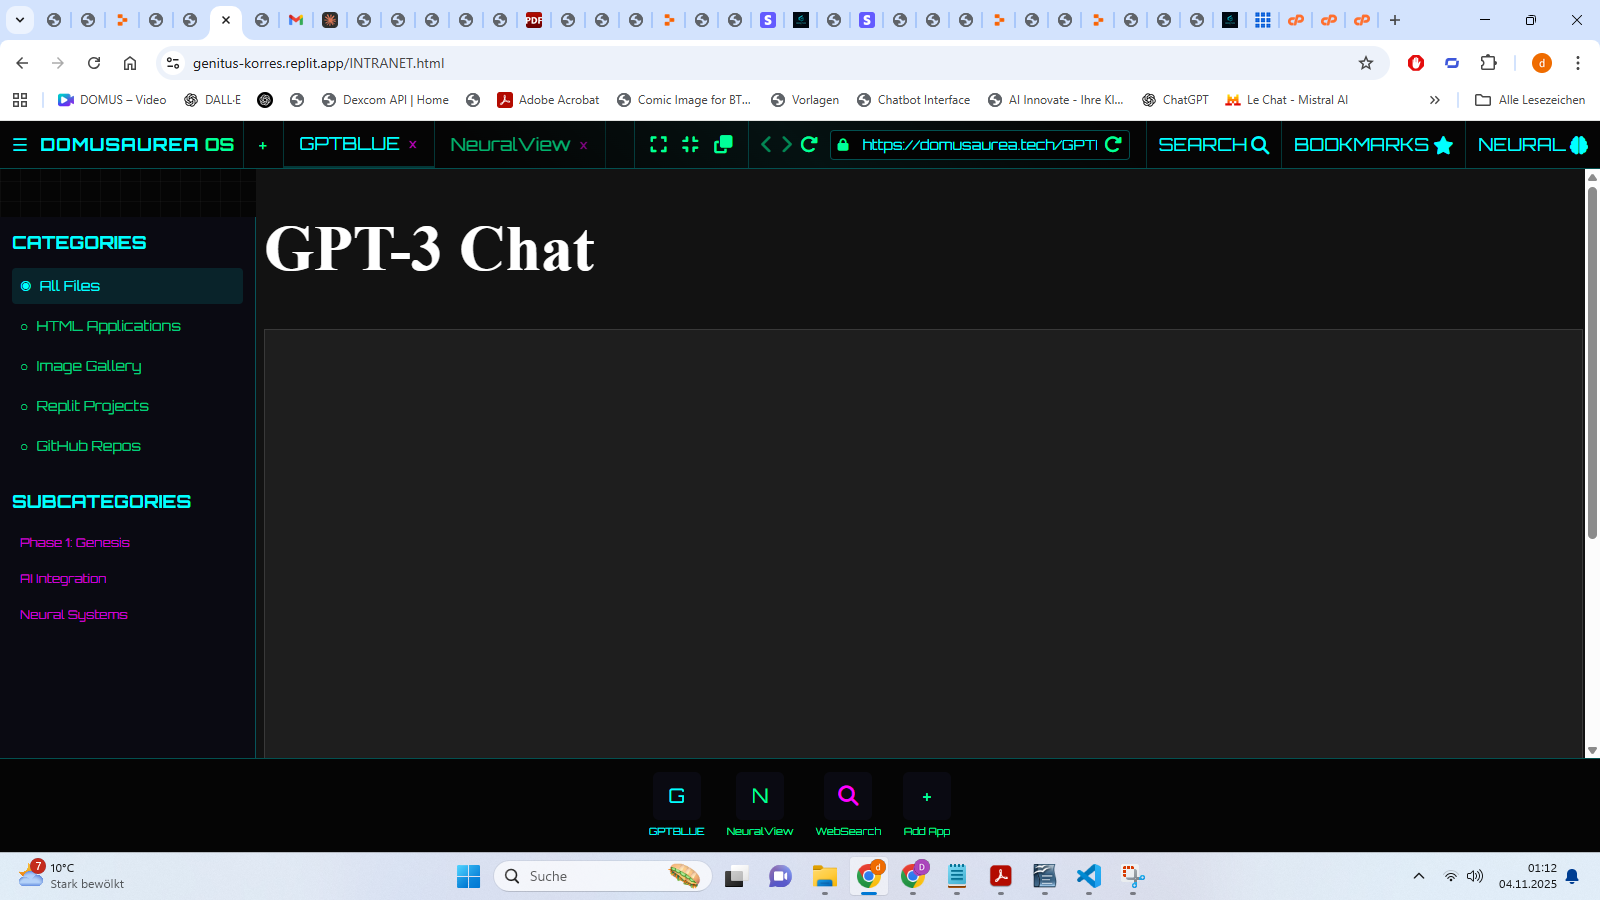 genitus-korres.replit.app/INTRANET.html
DOMUS – Video
DALL·E
Dexcom API | Home
Adobe Acrobat
Comic Image for BT...
Vorlagen
Chatbot Interface
AI Innovate - Ihre KI...
ChatGPT
Le Chat - Mistral AI
Alle Lesezeichen
DOMUSAUREA OS
+
GPTBLUE x
NeuralView x
https://domusaurea.tech/GPT
SEARCH
BOOKMARKS
NEURAL
CATEGORIES
All Files
HTML Applications
Image Gallery
Replit Projects
GitHub Repos
SUBCATEGORIES
Phase 1: Genesis
AI Integration
Neural Systems
GPT-3 Chat
G
N
+
GPTBLUE
NeuralView
WebSearch
Add App
7
10°C
Stark bewölkt
Suche
01:12
04.11.2025